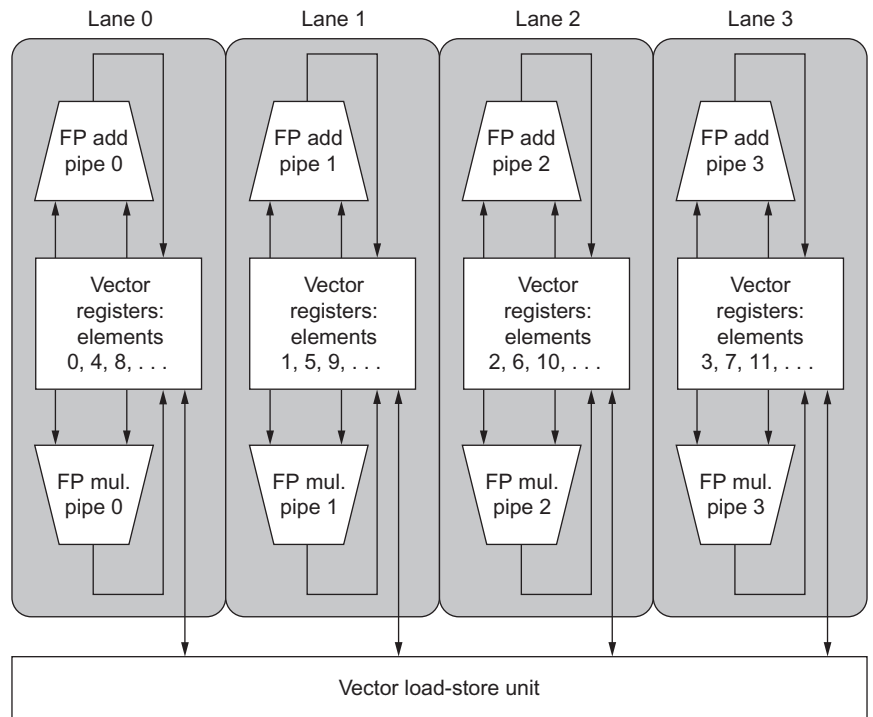 Lane 0
Lane 1
Lane 2
Lane 3
FP add
pipe 0
FP add
pipe 1
FP add
pipe 2
FP add
pipe 3
Vector
registers:
elements
0, 4, 8, . . .
Vector
registers:
elements
1, 5, 9, . . .
Vector
registers:
elements
2, 6, 10, . . .
Vector
registers:
elements
3, 7, 11, . . .
FP mul.
pipe 0
FP mul.
pipe 1
FP mul.
pipe 2
FP mul.
pipe 3
Vector load-store unit